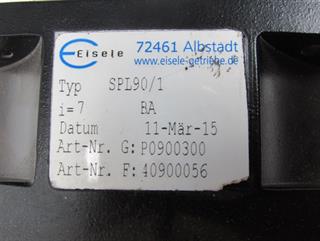 Eisele
72461 Albstadt
www.eisele-getriebe.de
Typ SPL90/1
i=7 BA
Datum 11-Mär-15
Art-Nr. G: P0900300
Art-Nr. F: 40900056